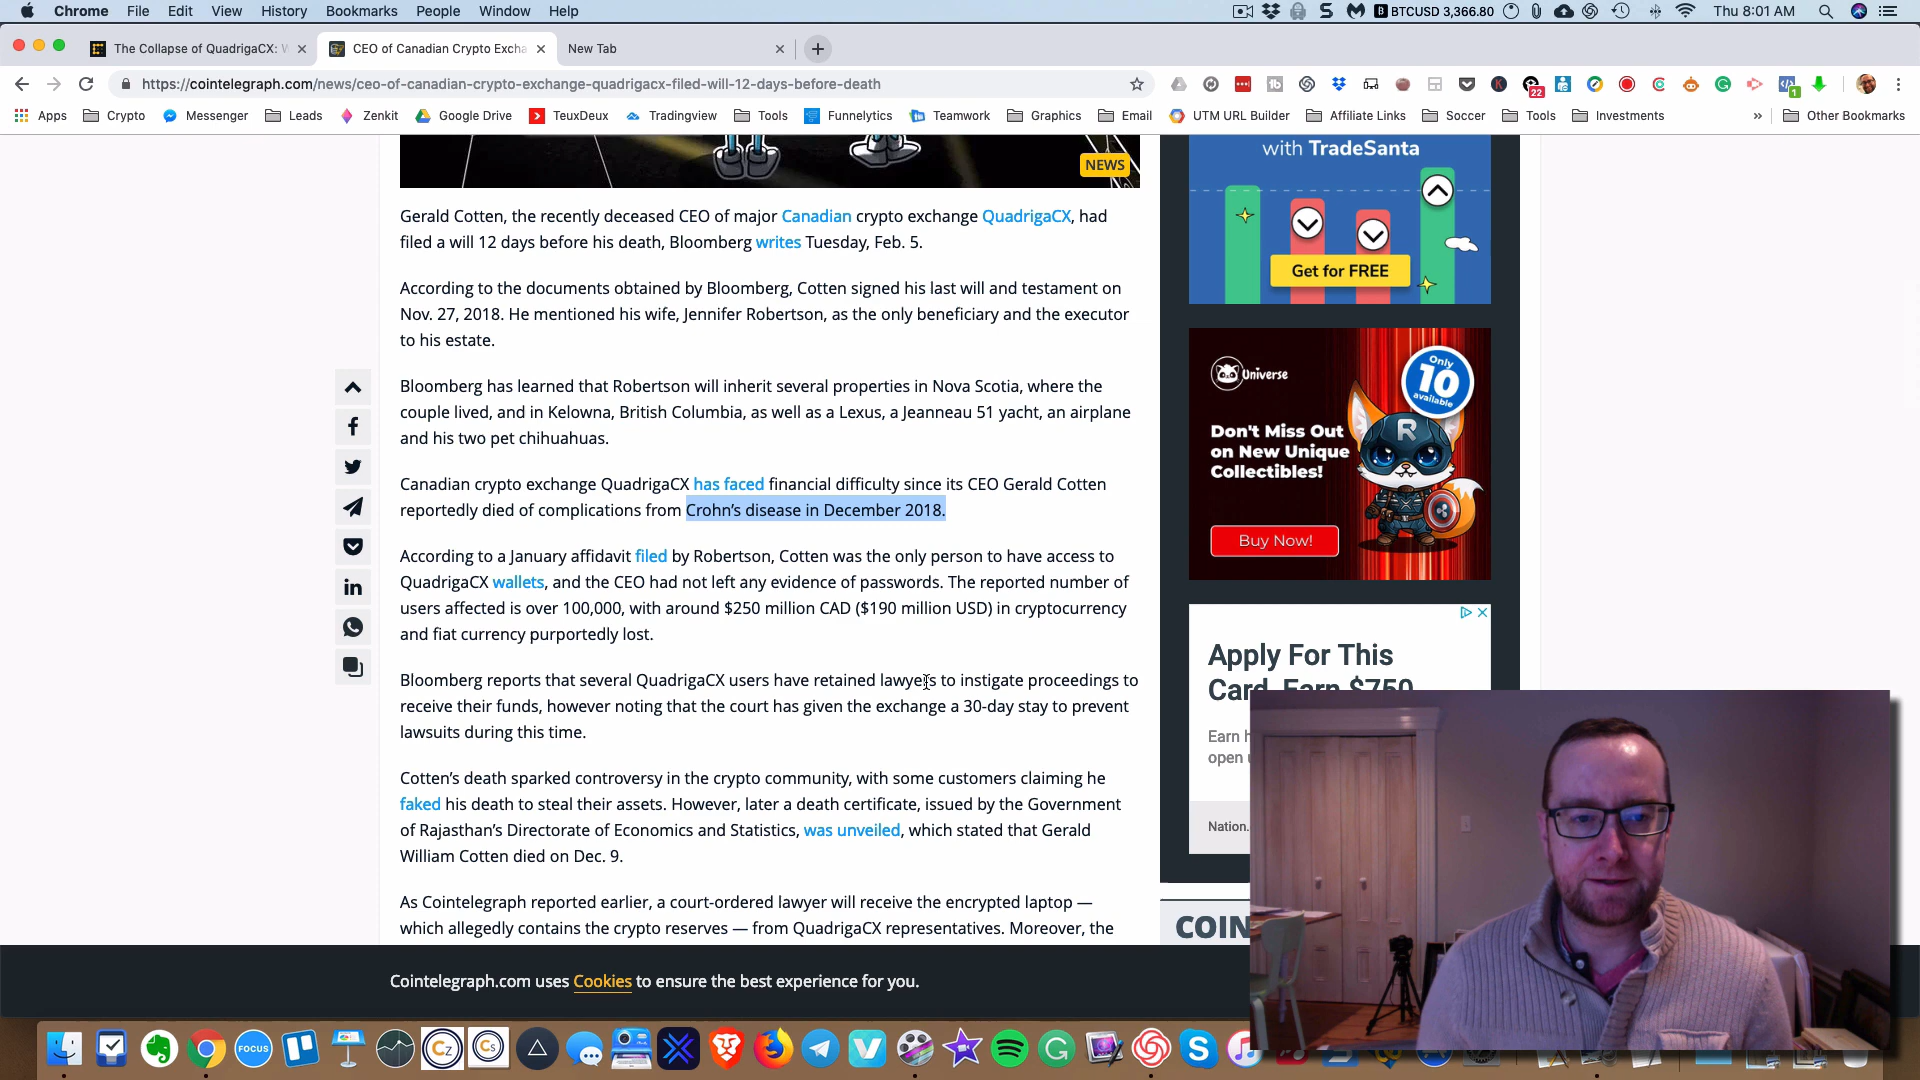 Chrome File Edit View History Bookmarks People Window Help
BTCUSD 3,366.80 Thu 8:01 AM
The Collapse of QuadrigaCX:
CEO of Canadian Crypto Excha
New Tab
https://cointelegraph.com/news/ceo-of-canadian-crypto-exchange-quadrigacx-filed-will-12-days-before-death
22
1
Apps Crypto Messenger Leads Zenkit Google Drive TeuxDeux Tools Tradingview Funnelytics Teamwork Graphics Email UTM URL Builder Affiliate Links Soccer Tools Investments » Other Bookmarks
NEWS
Gerald Cotten, the recently deceased CEO of major Canadian crypto exchange QuadrigaCX, had
filed a will 12 days before his death, Bloomberg writes Tuesday, Feb. 5.
According to the documents obtained by Bloomberg, Cotten signed his last will and testament on
Nov. 27, 2018. He mentioned his wife, Jennifer Robertson, as the only beneficiary and the executor
to his estate.
Bloomberg has learned that Robertson will inherit several properties in Nova Scotia, where the
couple lived, and in Kelowna, British Columbia, as well as a Lexus, a Jeanneau 51 yacht, an airplane
and his two pet chihuahuas.
Canadian crypto exchange QuadrigaCX has faced financial difficulty since its CEO Gerald Cotten
reportedly died of complications from Crohn's disease in December 2018.
According to a January affidavit filed by Robertson, Cotten was the only person to have access to
QuadrigaCX wallets, and the CEO had not left any evidence of passwords. The reported number of
users affected is over 100,000, with around $250 million CAD ($190 million USD) in cryptocurrency
and fiat currency purportedly lost.
Bloomberg reports that several QuadrigaCX users have retained lawyers to instigate proceedings to
receive their funds, however noting that the court has given the exchange a 30-day stay to prevent
lawsuits during this time.
Cotten's death sparked controversy in the crypto community, with some customers claiming he
faked his death to steal their assets. However, later a death certificate, issued by the Government
of Rajasthan's Directorate of Economics and Statistics, was unveiled, which stated that Gerald
William Cotten died on Dec. 9.
As Cointelegraph reported earlier, a court-ordered lawyer will receive the encrypted laptop —
which allegedly contains the crypto reserves — from QuadrigaCX representatives. Moreover, the
with TradeSanta
Get for FREE
Universe
Only
10
available
R
Don't Miss Out
on New Unique
Collectibles!
Buy Now!
Apply For This
Card, Earn $750
Earn
open
Nation.
COIN
Cointelegraph.com uses Cookies to ensure the best experience for you.
FOCUS
Cz
Cs